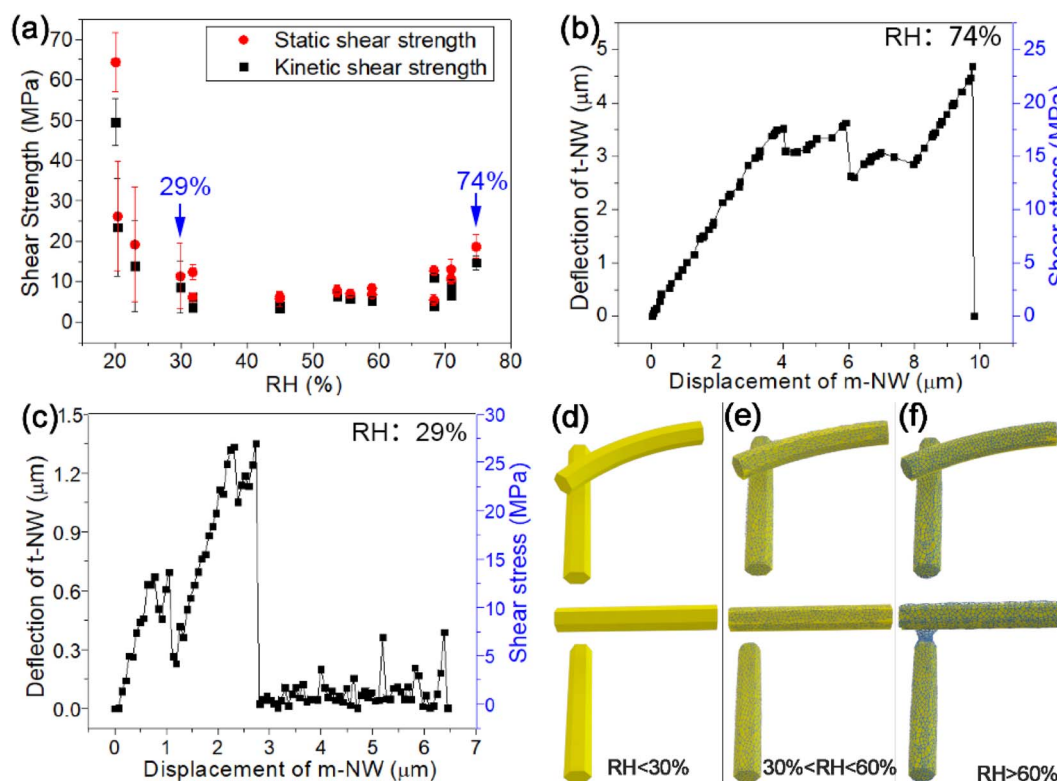 (a)
70
60
50
40
30
20
10
0
Shear Strength (MPa)
Static shear strength
Kinetic shear strength
29%
74%
20 30 40 50 60 70 80
RH (%)
(b)
RH: 74%
5
4
3
2
1
0
Deflection of t-NW (μm)
25
20
15
10
5
0
Shear stress (MPa)
0 2 4 6 8 10
Displacement of m-NW (μm)
(c)
RH: 29%
1.5
1.2
0.9
0.6
0.3
0.0
Deflection of t-NW (μm)
30
25
20
15
10
5
0
Shear stress (MPa)
0 1 2 3 4 5 6 7
Displacement of m-NW (μm)
(d)
(e)
(f)
RH<30%
30%<RH<60%
RH>60%